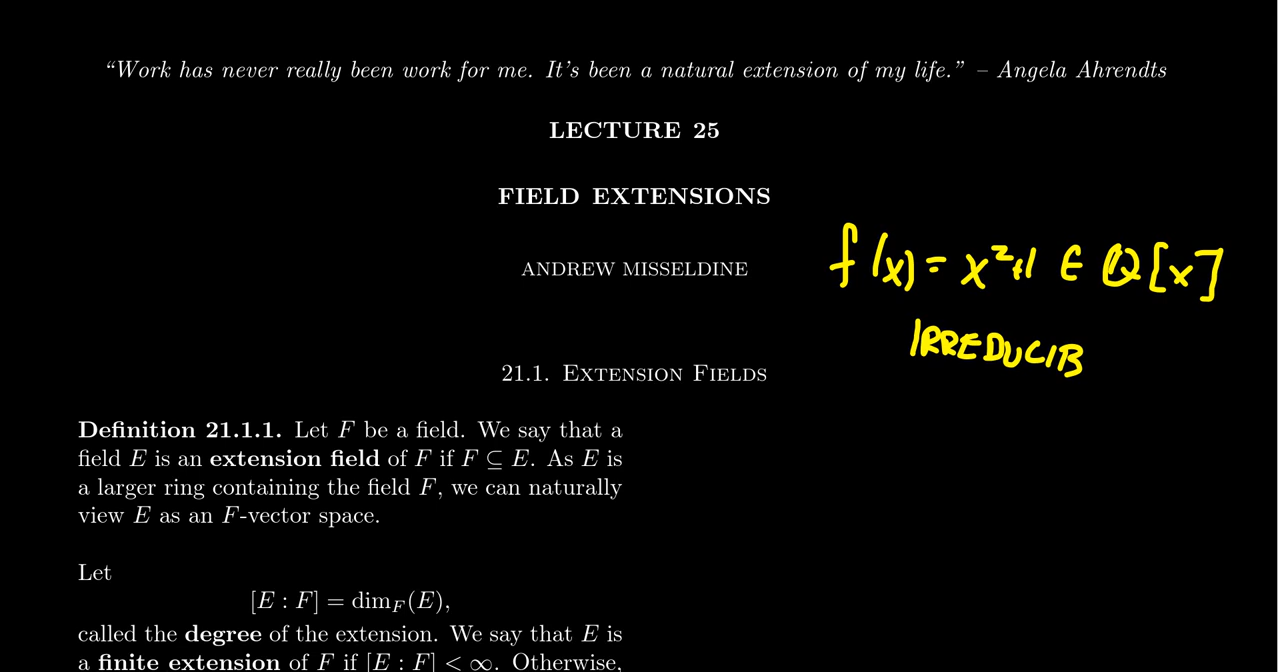 “Work has never really been work for me. It’s been a natural extension of my life.” – Angela Ahrendts
LECTURE 25
FIELD EXTENSIONS
f(x) = x²+1 ∈ ℚ[x]
ANDREW MISSELDINE
IRREDUCIB
21.1. Extension Fields
Definition 21.1.1. Let F be a field. We say that a
field E is an extension field of F if F ⊆ E. As E is
a larger ring containing the field F, we can naturally
view E as an F-vector space.
Let
[E : F] = dim_F(E),
called the degree of the extension. We say that E is
a finite extension of F if [E : F] < ∞. Otherwise,